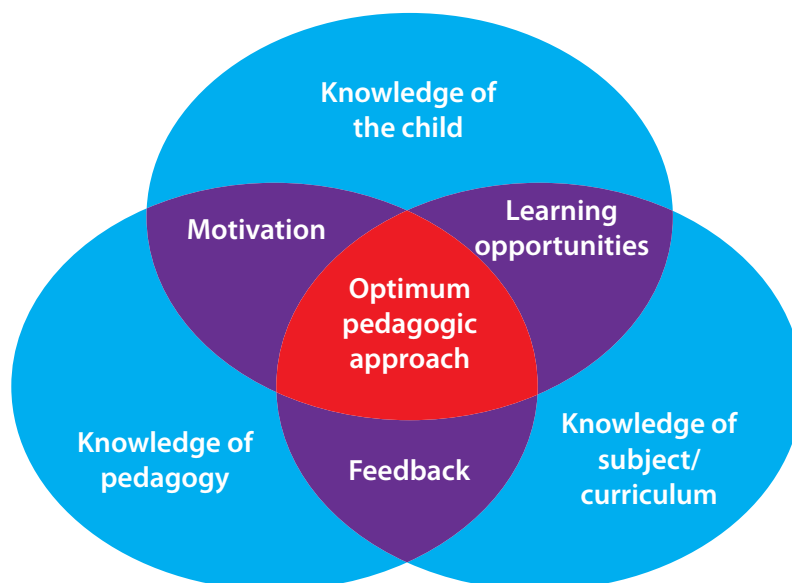 Knowledge of
the child
Motivation
Learning
opportunities
Optimum
pedagogic
approach
Knowledge of
pedagogy
Feedback
Knowledge of
subject/
curriculum